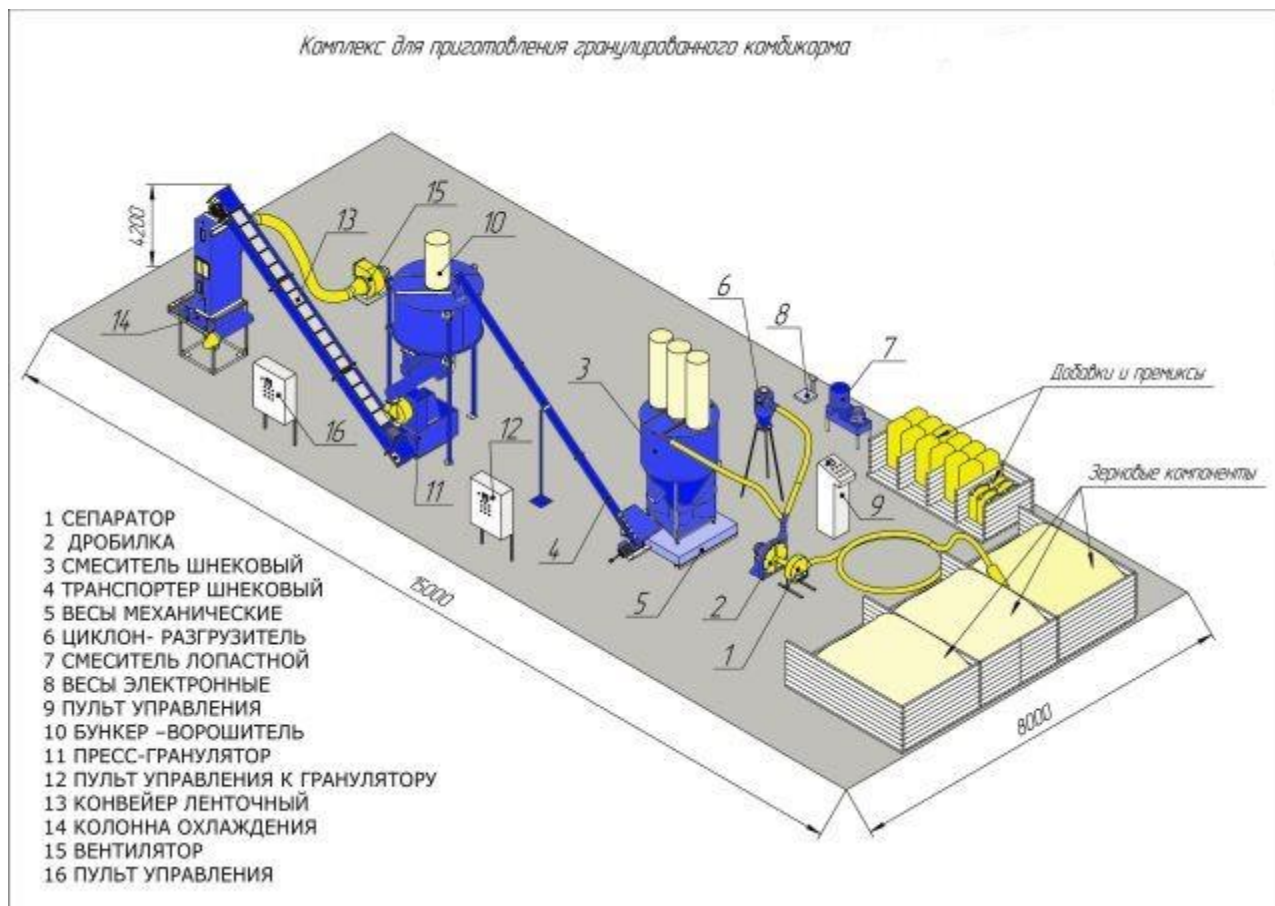 Комплекс для приготовления гранулированного комбикорма
4200
13
15
10
6
8
7
Добавки и премиксы
3
14
16
12
11
Зерновые компоненты
9
4
5
2
1
15000
8000
1 СЕПАРАТОР
2 ДРОБИЛКА
3 СМЕСИТЕЛЬ ШНЕКОВЫЙ
4 ТРАНСПОРТЕР ШНЕКОВЫЙ
5 ВЕСЫ МЕХАНИЧЕСКИЕ
6 ЦИКЛОН- РАЗГРУЗИТЕЛЬ
7 СМЕСИТЕЛЬ ЛОПАСТНОЙ
8 ВЕСЫ ЭЛЕКТРОННЫЕ
9 ПУЛЬТ УПРАВЛЕНИЯ
10 БУНКЕР –ВОРОШИТЕЛЬ
11 ПРЕСС-ГРАНУЛЯТОР
12 ПУЛЬТ УПРАВЛЕНИЯ К ГРАНУЛЯТОРУ
13 КОНВЕЙЕР ЛЕНТОЧНЫЙ
14 КОЛОННА ОХЛАЖДЕНИЯ
15 ВЕНТИЛЯТОР
16 ПУЛЬТ УПРАВЛЕНИЯ